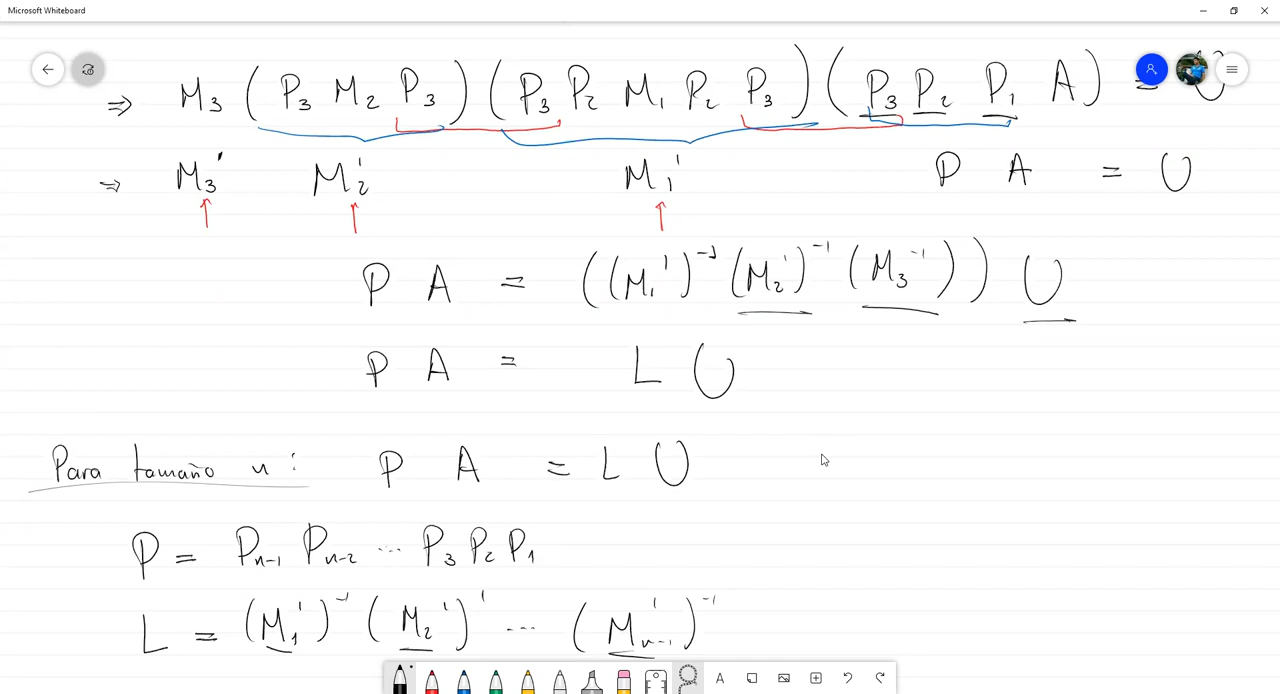 Microsoft Whiteboard
⇒ M₃ (P₃ M₂ P₃)(P₃ P₂ M₁ P₂ P₃)(P₃ P₂ P₁ A) = U
⇒ M₃' M₂' M₁' P A = U
P A = ((M₁')⁻¹ (M₂')⁻¹ (M₃⁻¹)) U
P A = L U
Para tamaño n: P A = L U
P = Pₙ₋₁ Pₙ₋₂ ... P₃ P₂ P₁
L = (M₁')⁻¹ (M₂')¹ ... (Mₙ₋₁')⁻¹
A